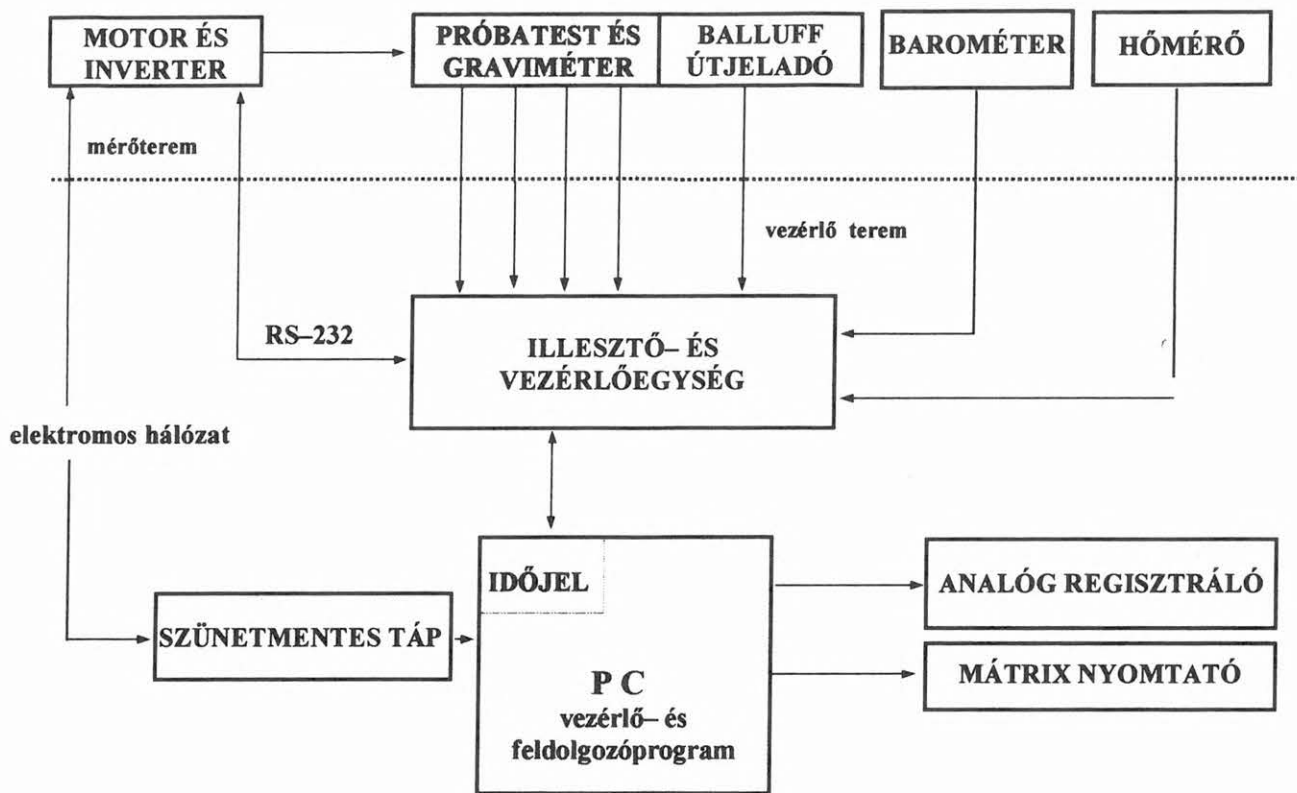 MOTOR ÉS
INVERTER
PRÓBATEST ÉS
GRAVIMÉTER
BALLUFF
ÚTJELADÓ
BAROMÉTER
HŐMÉRŐ
mérőterem
vezérlő terem
RS–232
ILLESZTŐ– ÉS
VEZÉRLŐEGYSÉG
elektromos hálózat
IDŐJEL
SZÜNETMENTES TÁP
P C
vezérlő– és
feldolgozóprogram
ANALÓG REGISZTRÁLÓ
MÁTRIX NYOMTATÓ